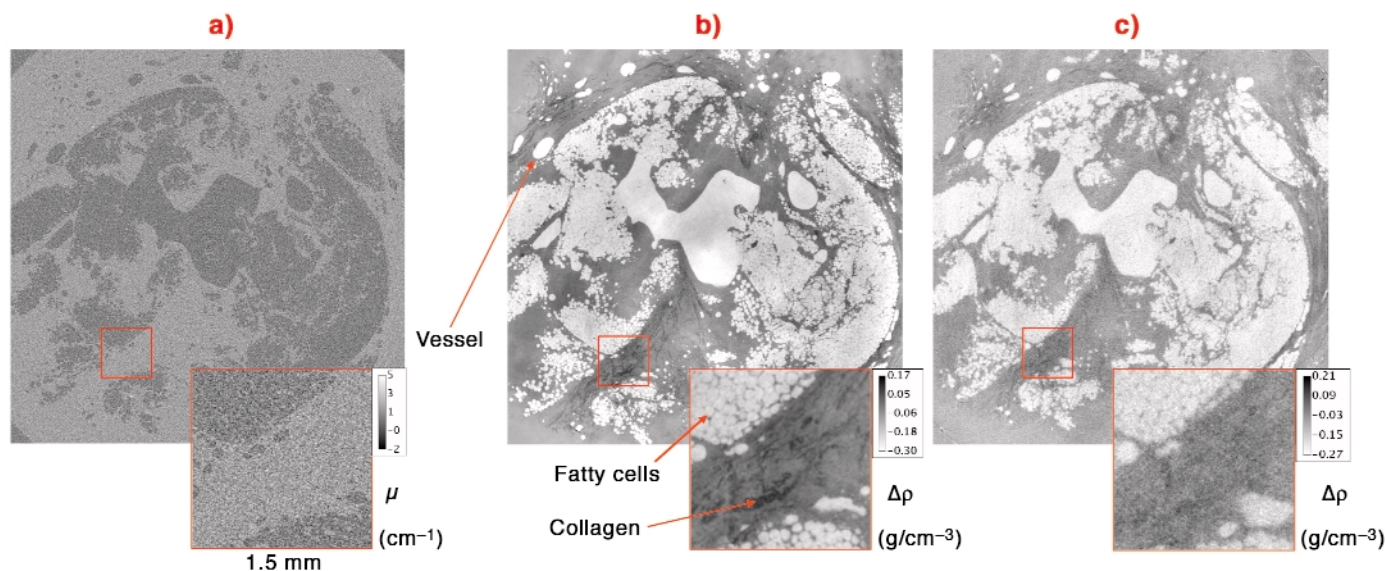 a)
b)
c)
Vessel
5
3
1
−0
−2
μ
(cm⁻¹)
1.5 mm
Fatty cells
Collagen
0.17
0.05
−0.06
−0.18
−0.30
Δρ
(g/cm⁻³)
0.21
0.09
−0.03
−0.15
−0.27
Δρ
(g/cm⁻³)